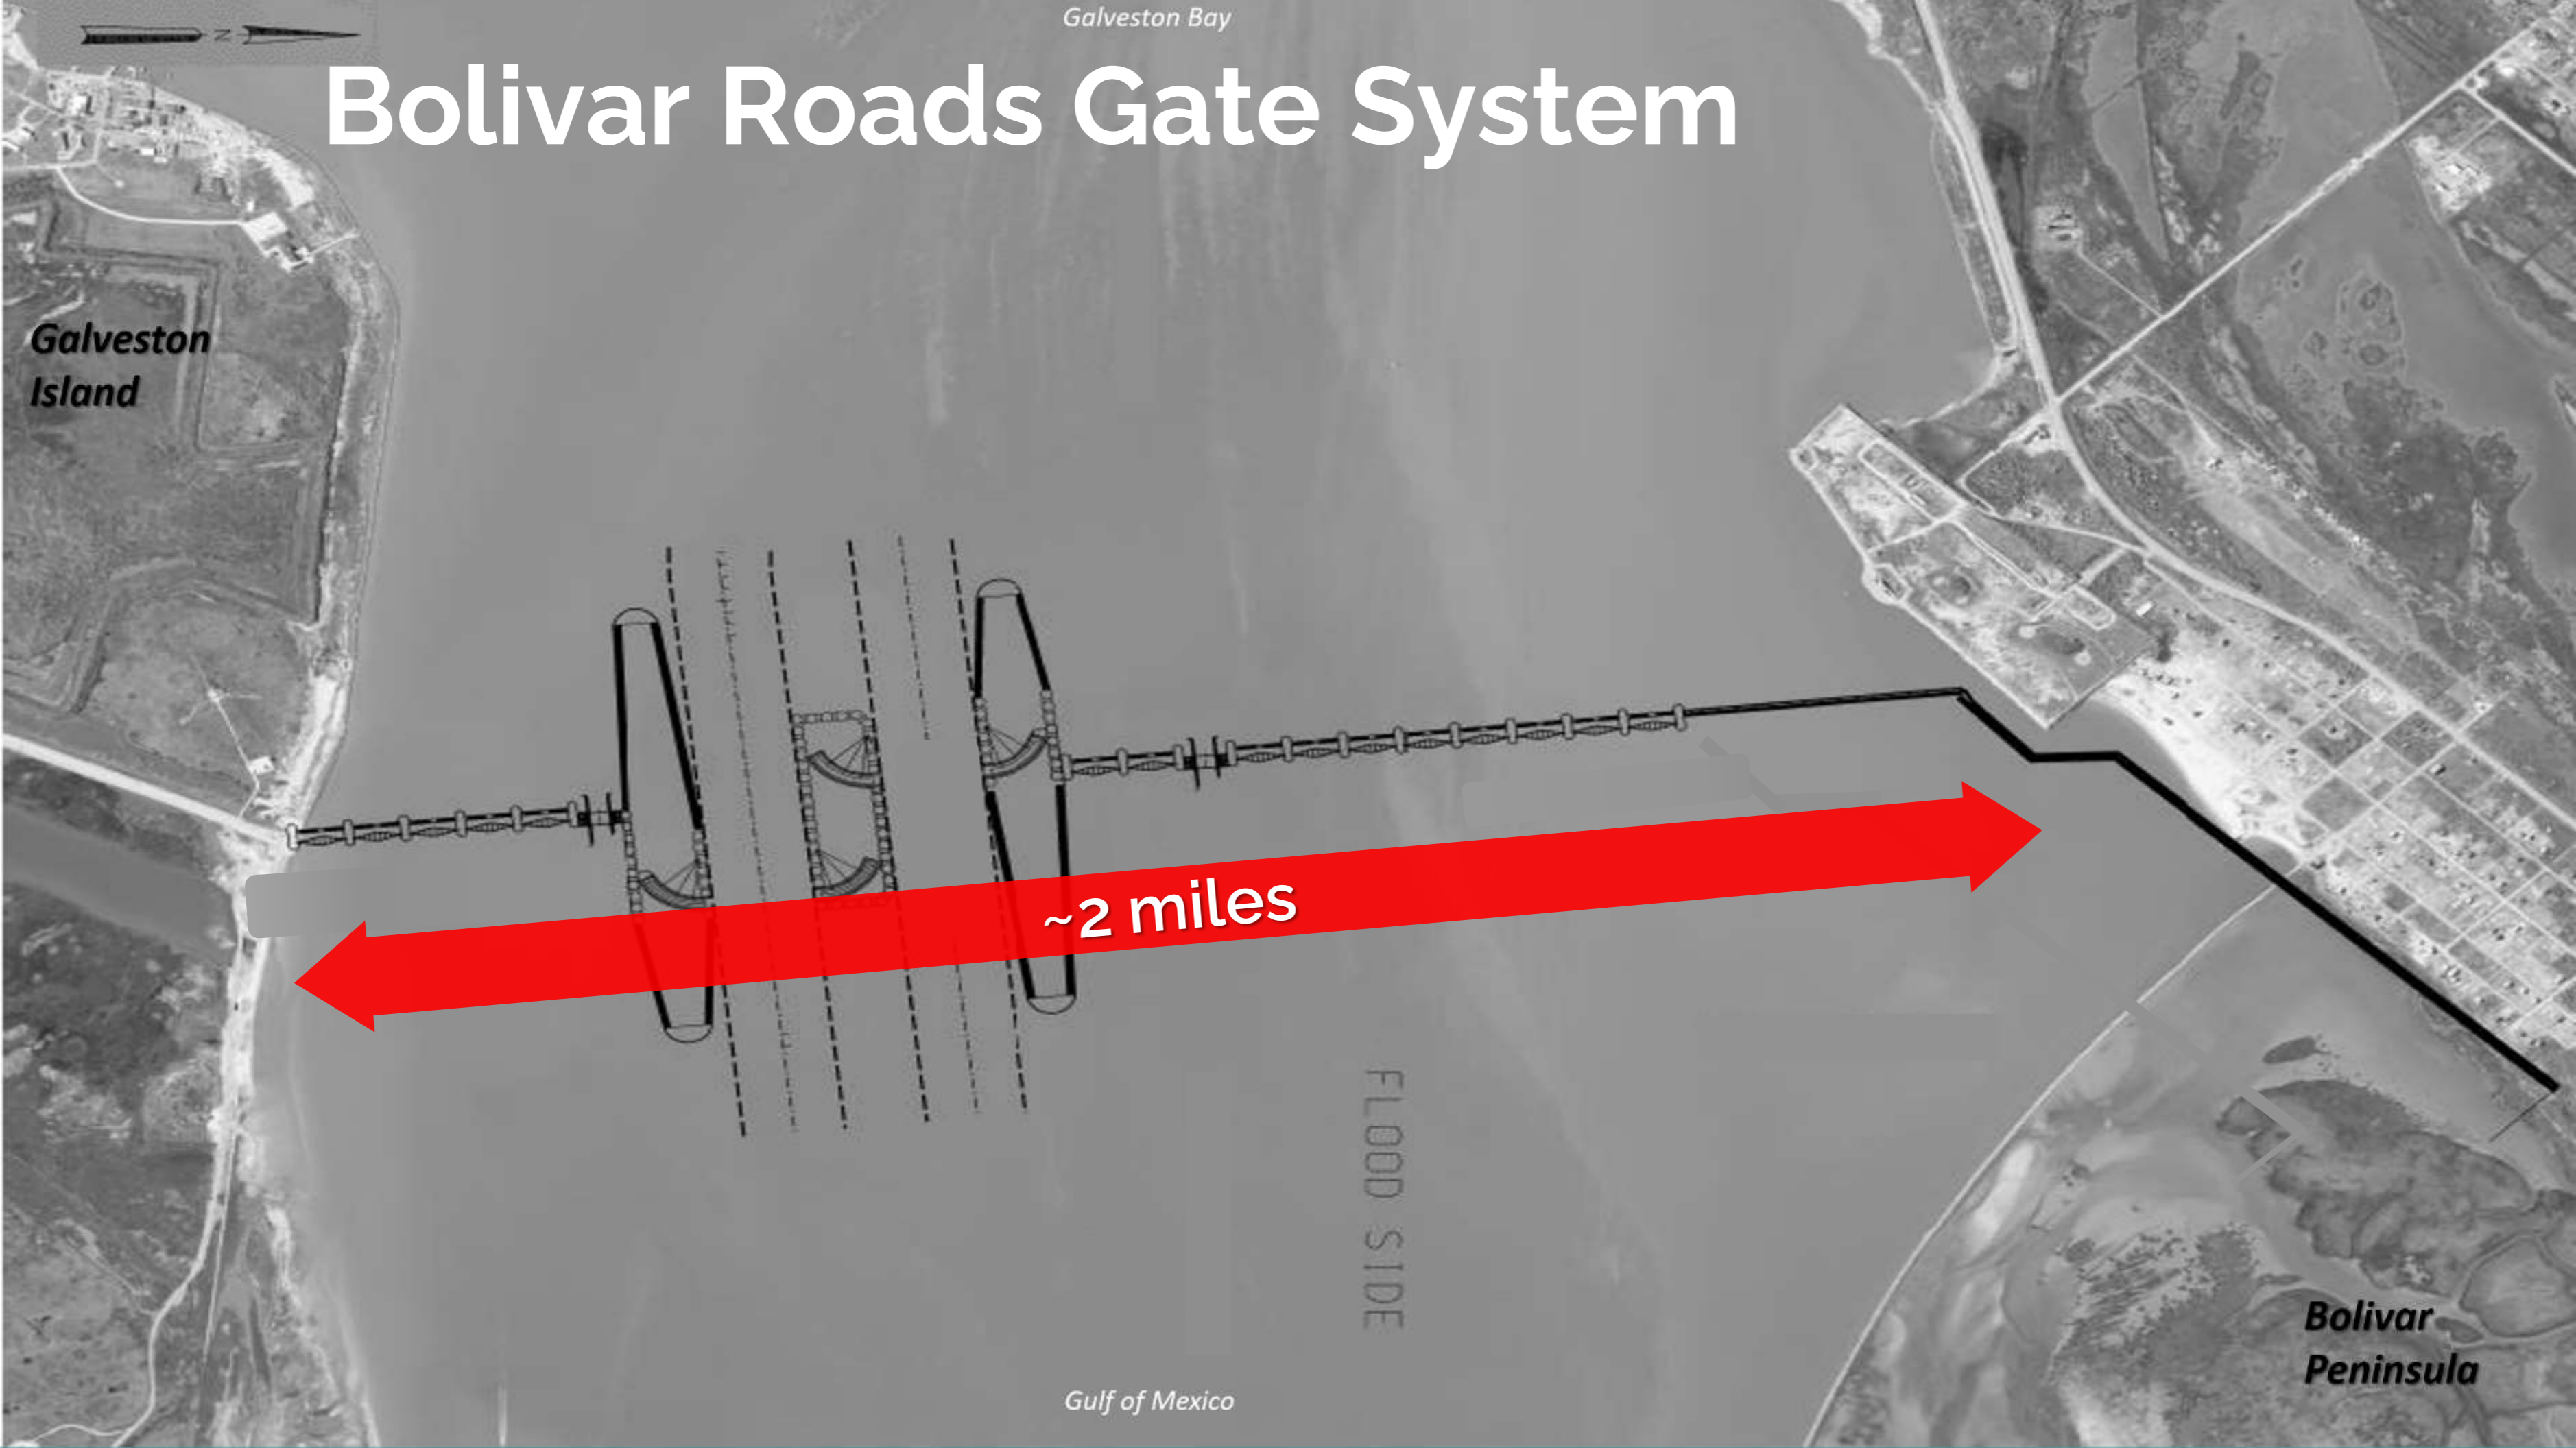 Galveston Bay
N
Bolivar Roads Gate System
Galveston
Island
~2 miles
FLOOD SIDE
Bolivar
Peninsula
Gulf of Mexico